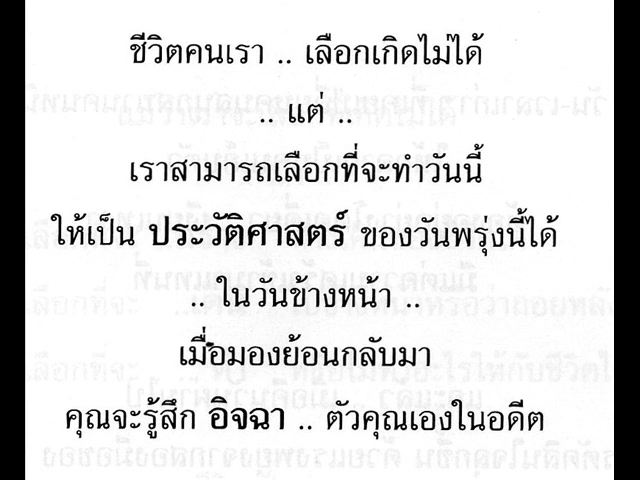 ชีวิตคนเรา .. เลือกเกิดไม่ได้
.. แต่ ..
เราสามารถเลือกที่จะทำวันนี้
ให้เป็น ประวัติศาสตร์ ของวันพรุ่งนี้ได้
.. ในวันข้างหน้า ..
เมื่อมองย้อนกลับมา
คุณจะรู้สึก อิจฉา .. ตัวคุณเองในอดีต